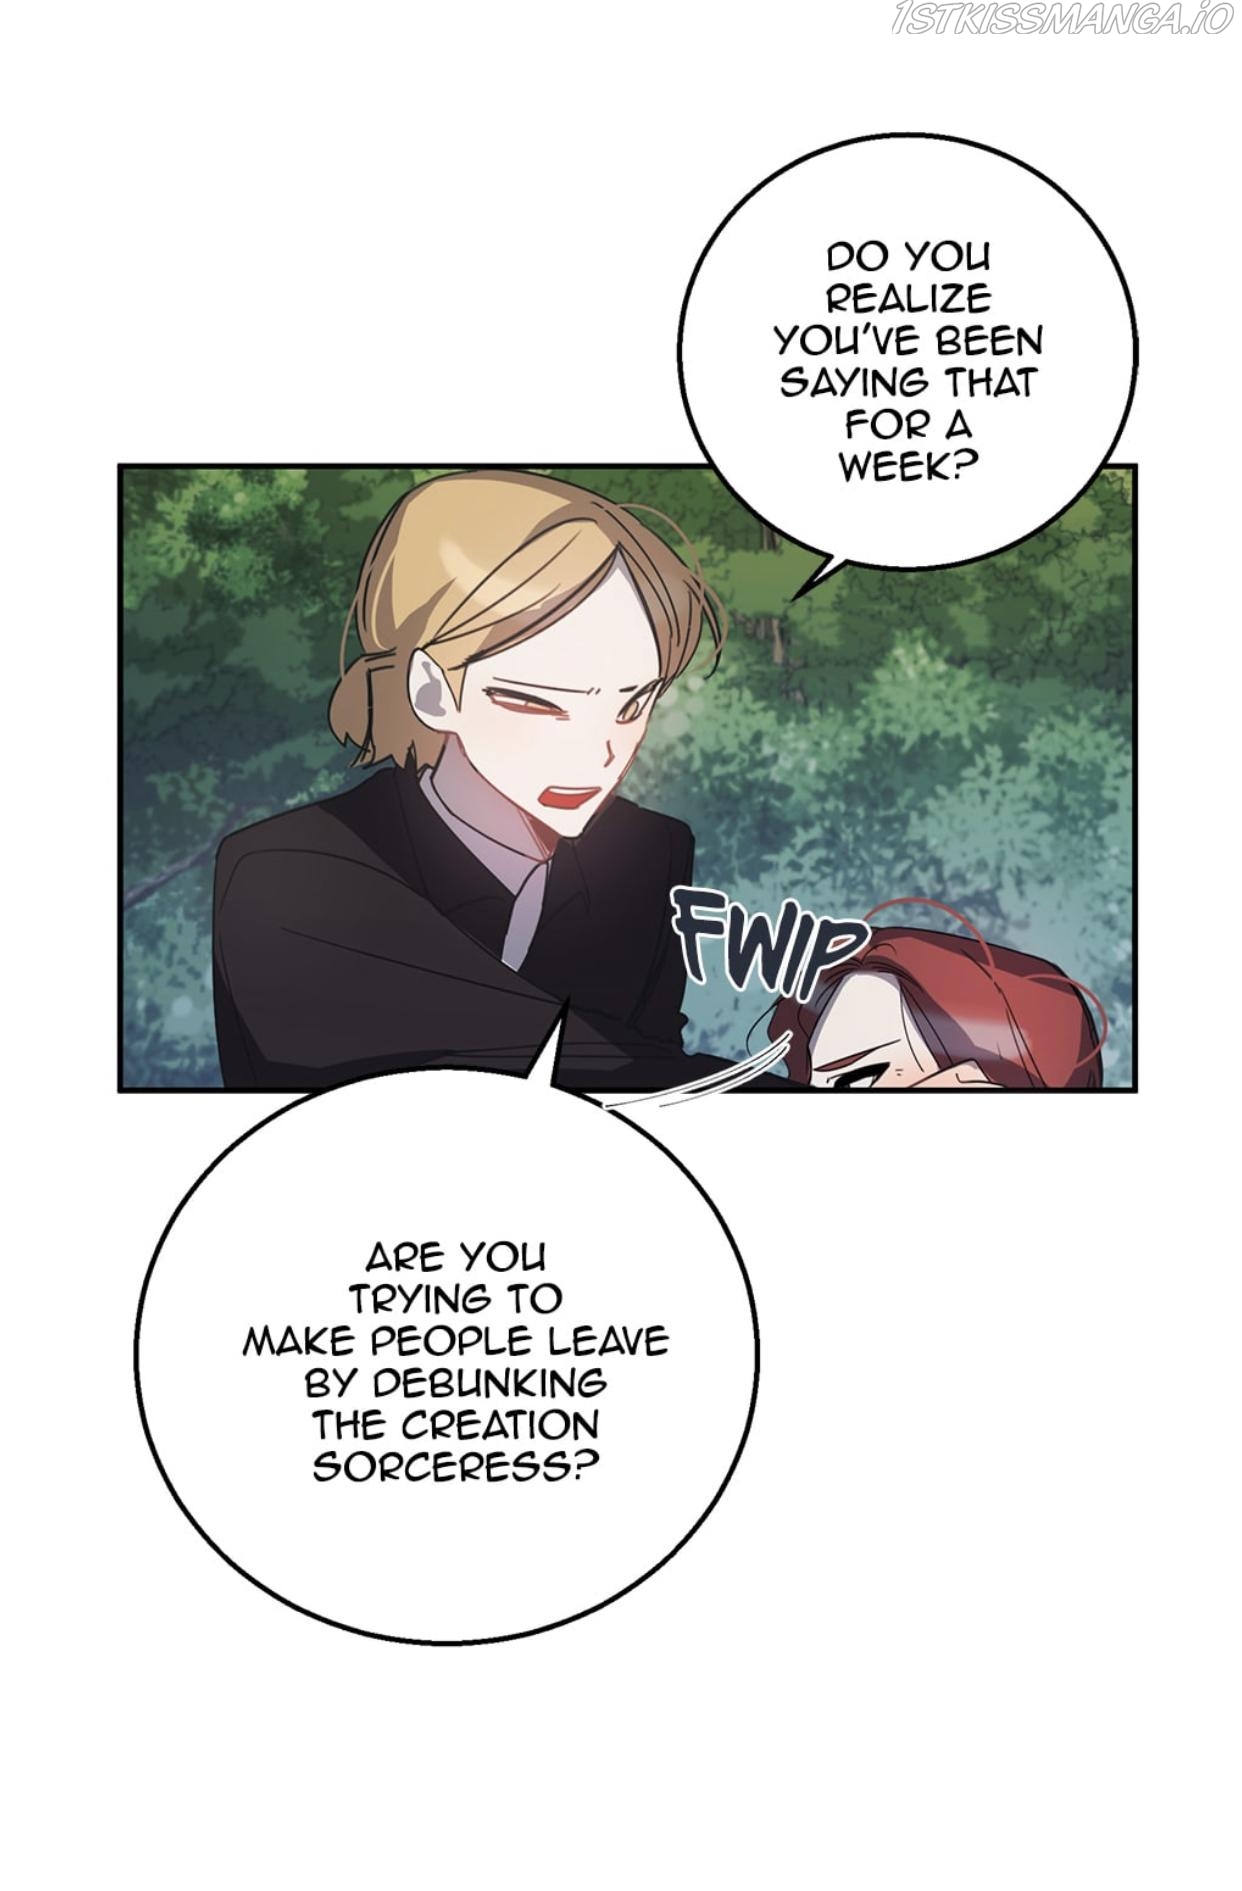 1STKISSMANGA.IO
DO YOU
REALIZE
YOU'VE BEEN
SAYING THAT
FOR A
WEEK?
FWIP
ARE YOU
TRYING TO
MAKE PEOPLE LEAVE
BY DEBUNKING
THE CREATION
SORCERESS?